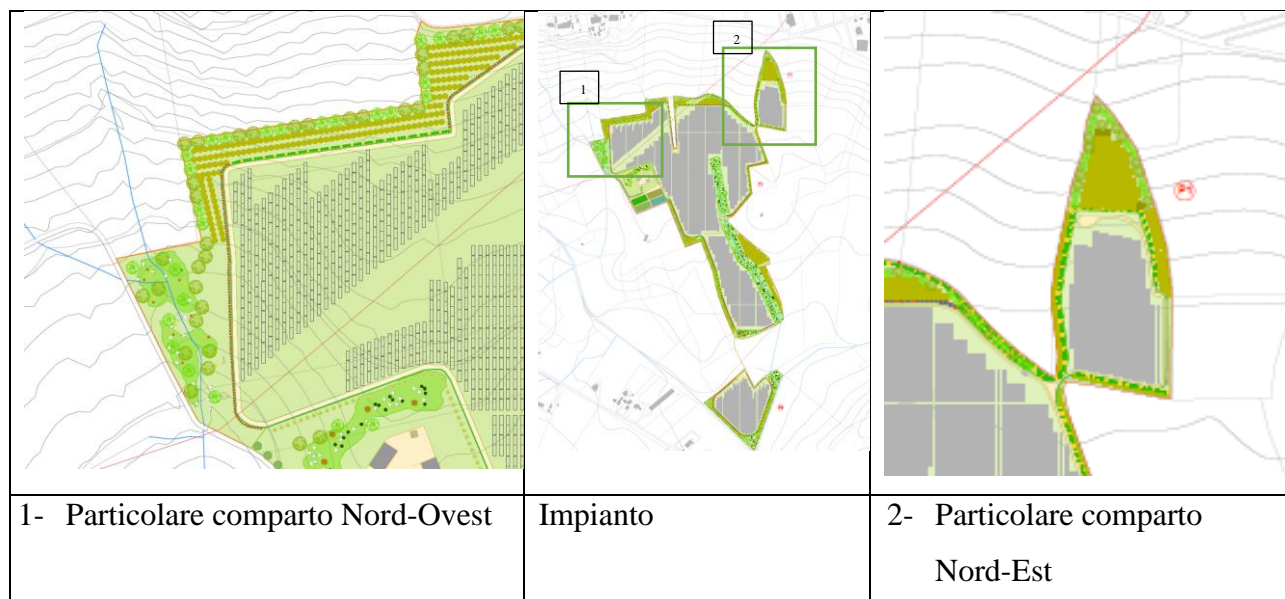 1
2
1- Particolare comparto Nord-Ovest
Impianto
2- Particolare comparto
Nord-Est